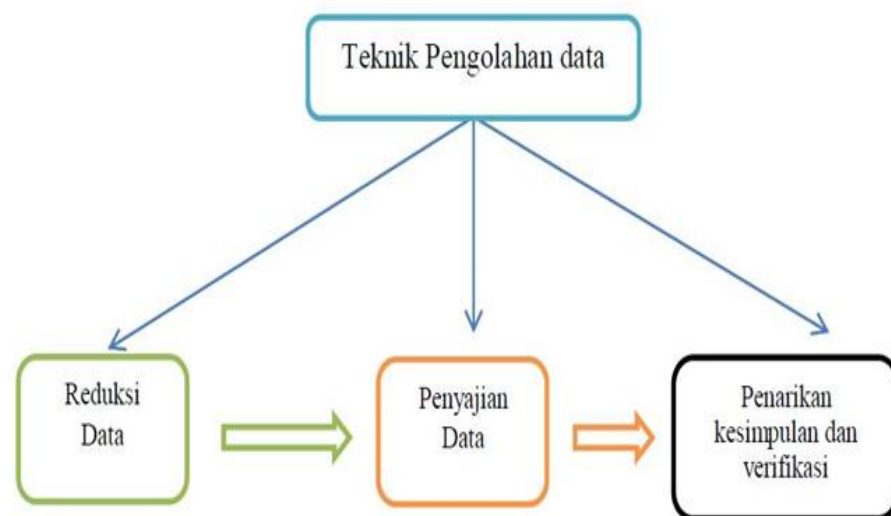 Teknik Pengolahan data
Reduksi
Data
Penyajian
Data
Penarikan
kesimpulan dan
verifikasi